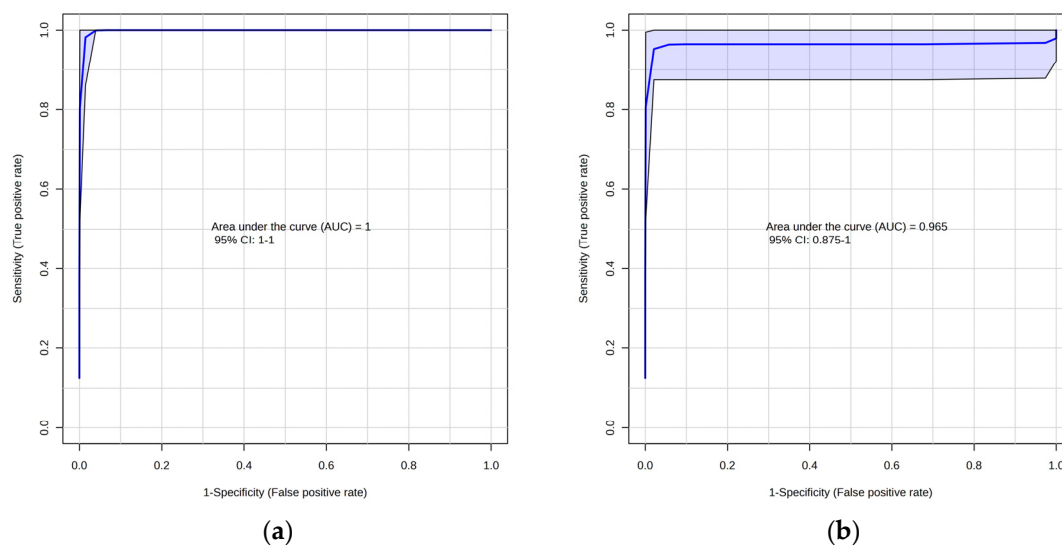 1.0
0.8
0.6
0.4
0.2
0.0
Sensitivity (True positive rate)
Area under the curve (AUC) = 1
95% CI: 1-1
0.0 0.2 0.4 0.6 0.8 1.0
1-Specificity (False positive rate)
(a)
1.0
0.8
0.6
0.4
0.2
0.0
Sensitivity (True positive rate)
Area under the curve (AUC) = 0.965
95% CI: 0.875-1
0.0 0.2 0.4 0.6 0.8 1.0
1-Specificity (False positive rate)
(b)